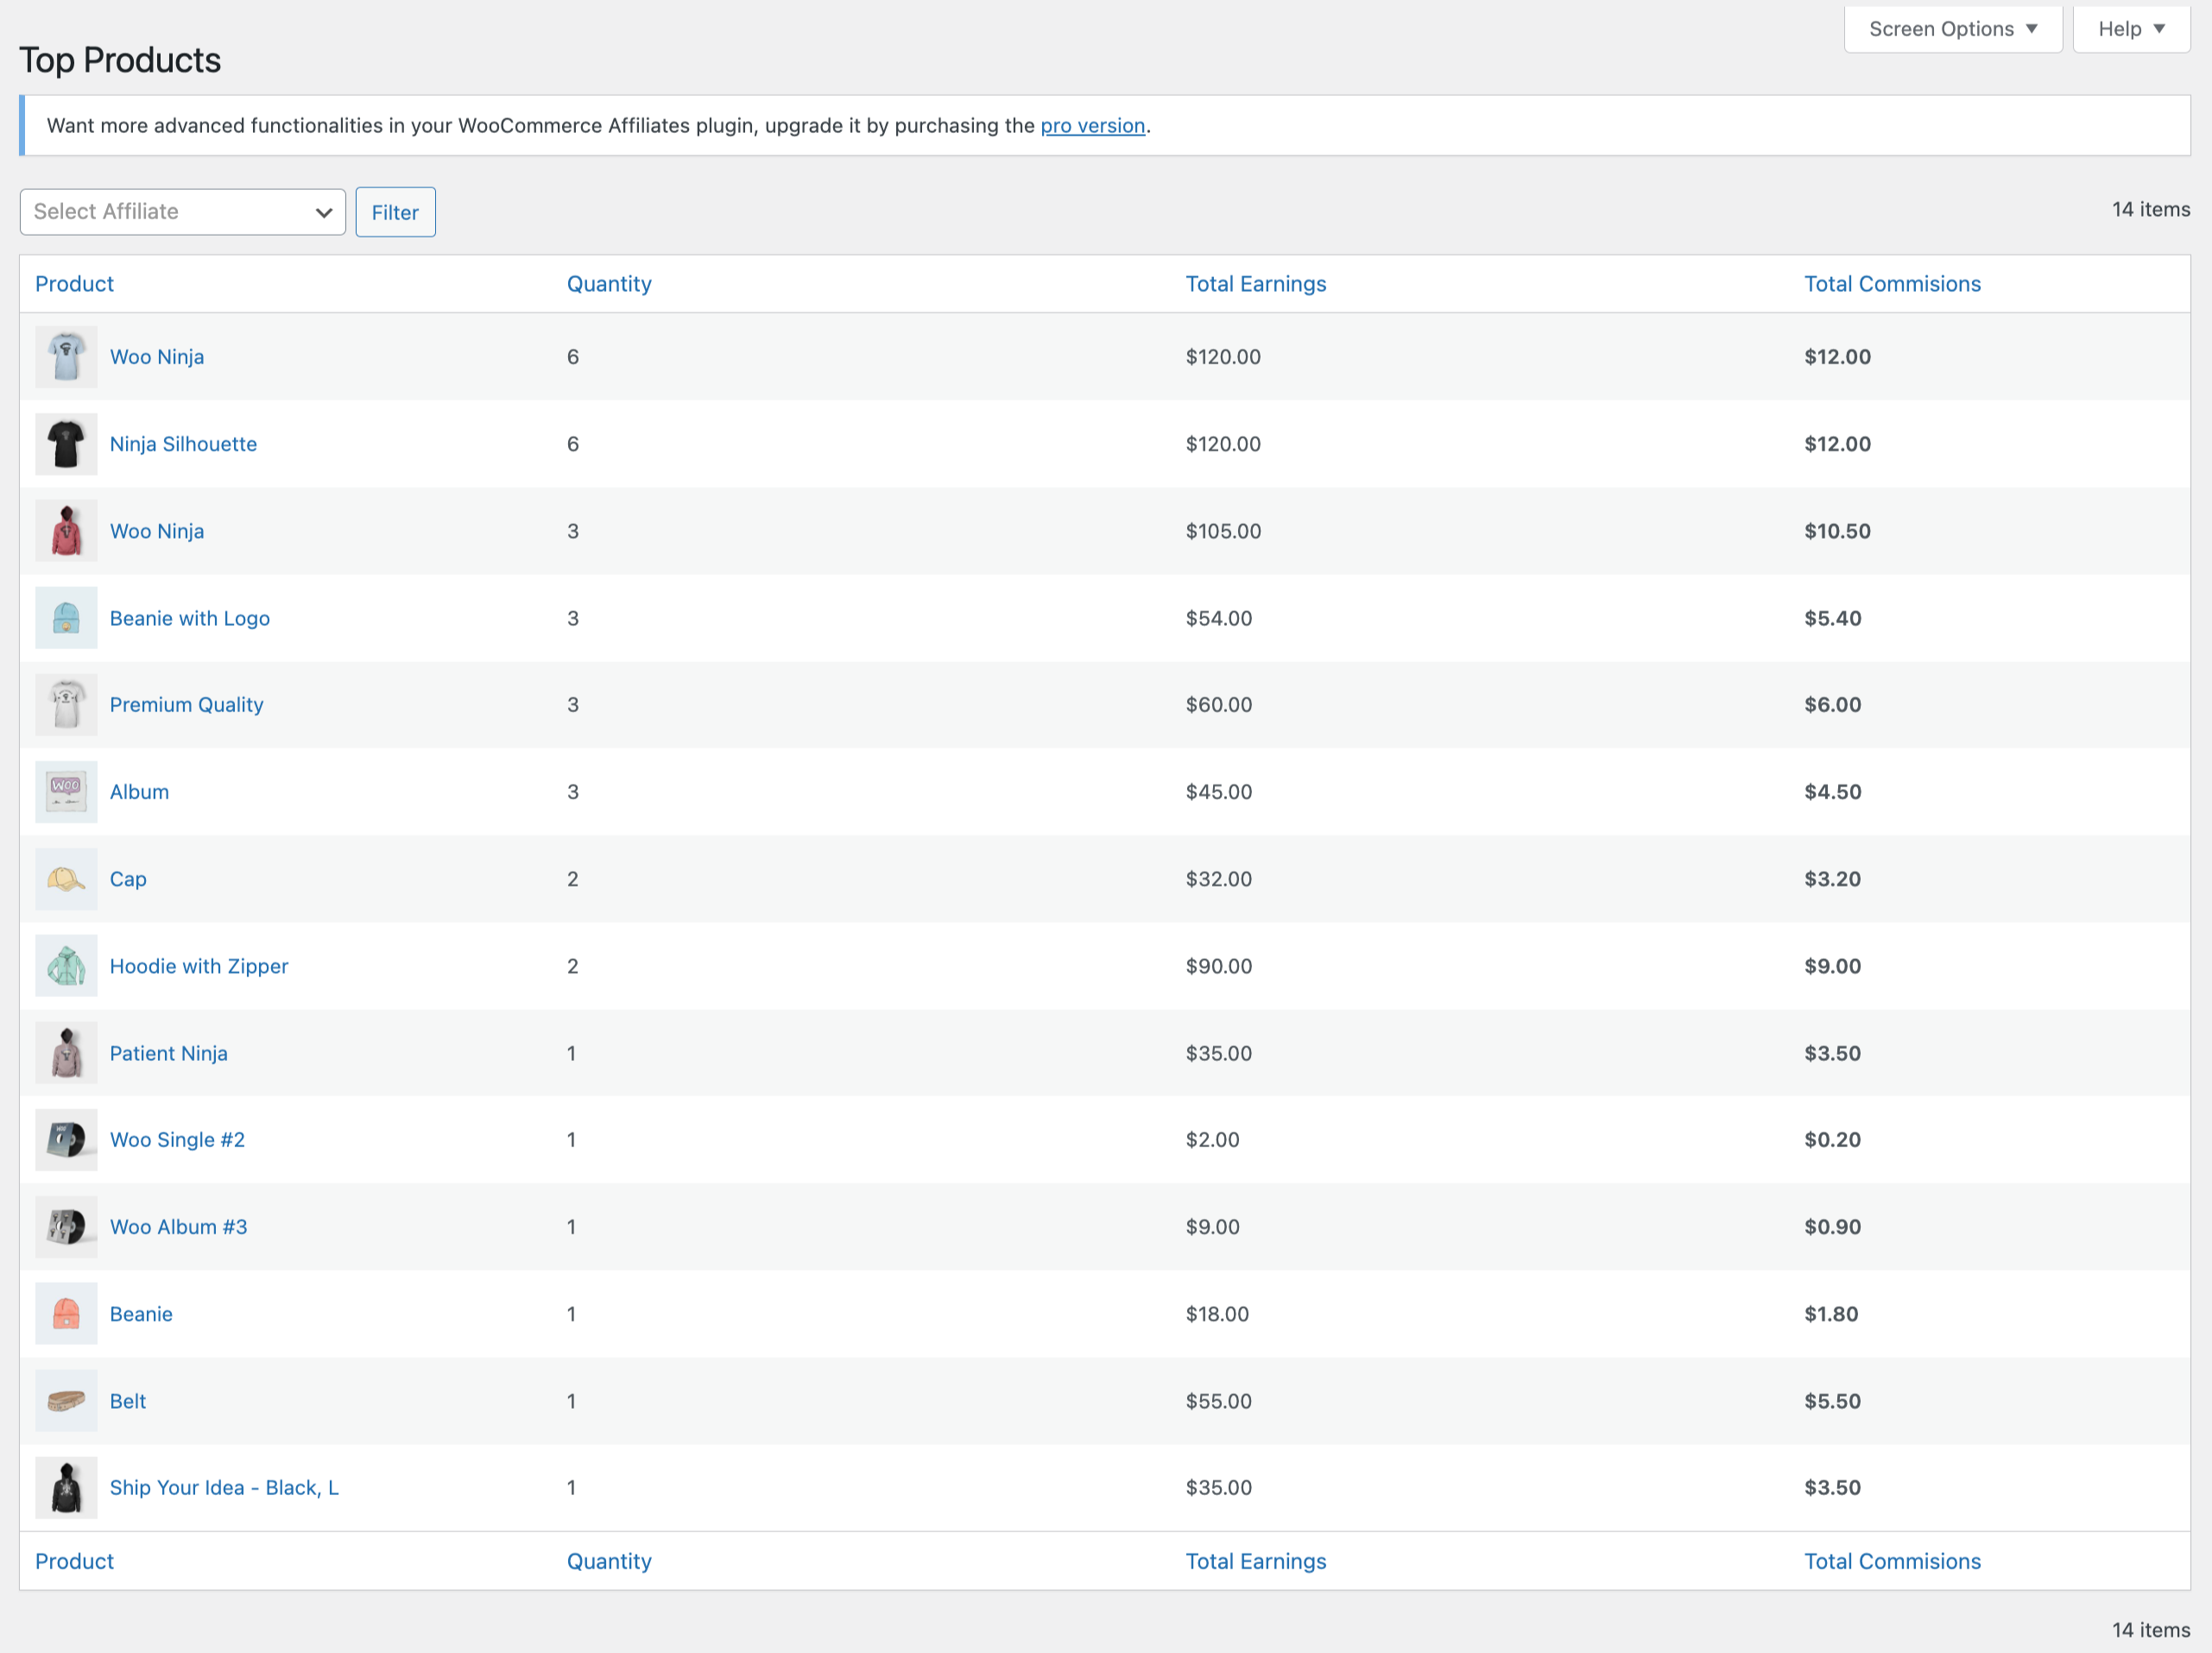 Screen Options ▼ Help ▼
Top Products
Want more advanced functionalities in your WooCommerce Affiliates plugin, upgrade it by purchasing the pro version.
Select Affiliate Filter 14 items
Product Quantity Total Earnings Total Commisions
Woo Ninja 6 $120.00 $12.00
Ninja Silhouette 6 $120.00 $12.00
Woo Ninja 3 $105.00 $10.50
Beanie with Logo 3 $54.00 $5.40
Premium Quality 3 $60.00 $6.00
WOO
Album 3 $45.00 $4.50
Cap 2 $32.00 $3.20
Hoodie with Zipper 2 $90.00 $9.00
Patient Ninja 1 $35.00 $3.50
Woo Single #2 1 $2.00 $0.20
Woo Album #3 1 $9.00 $0.90
Beanie 1 $18.00 $1.80
Belt 1 $55.00 $5.50
Ship Your Idea - Black, L 1 $35.00 $3.50
Product Quantity Total Earnings Total Commisions
14 items